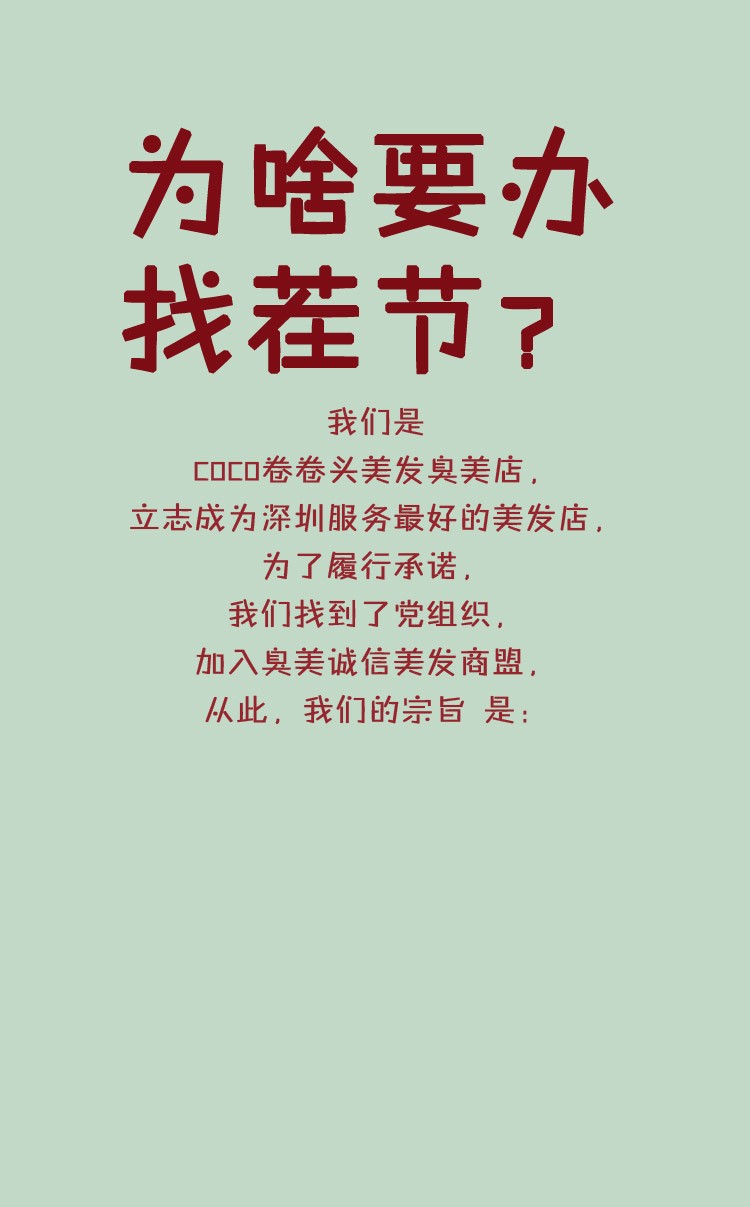 为啥要办
找茬节?
我们是
COCO卷卷头美发臭美店,
立志成为深圳服务最好的美发店,
为了履行承诺,
我们找到了党组织,
加入臭美诚信美发商盟,
从此, 我们的宗旨 是: